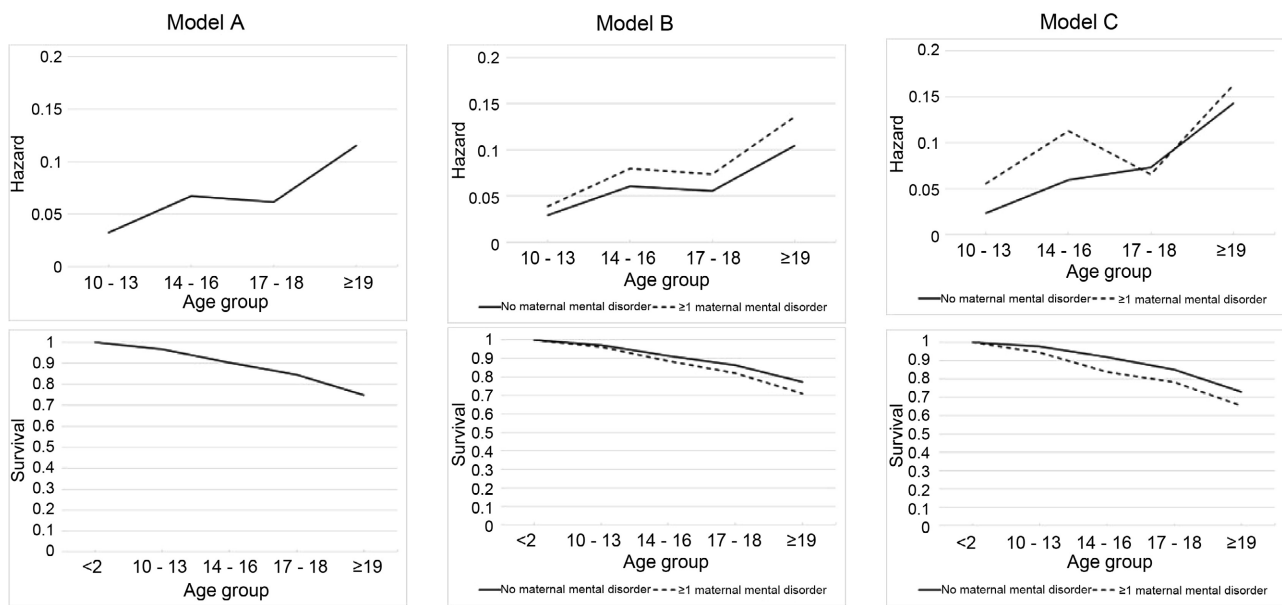 Model A
Model B
Model C
0.2
0.15
0.1
0.05
0
Hazard
10 - 13 14 - 16 17 - 18 ≥19
Age group
0.2
0.15
0.1
0.05
0
Hazard
10 - 13 14 - 16 17 - 18 ≥19
Age group
No maternal mental disorder ≥1 maternal mental disorder
0.2
0.15
0.1
0.05
0
Hazard
10 - 13 14 - 16 17 - 18 ≥19
Age group
No maternal mental disorder ≥1 maternal mental disorder
1
0.9
0.8
0.7
0.6
0.5
0.4
0.3
0.2
0.1
0
Survival
<2 10 - 13 14 - 16 17 - 18 ≥19
Age group
1
0.9
0.8
0.7
0.6
0.5
0.4
0.3
0.2
0.1
0
Survival
<2 10 - 13 14 - 16 17 - 18 ≥19
Age group
No maternal mental disorder ≥1 maternal mental disorder
1
0.9
0.8
0.7
0.6
0.5
0.4
0.3
0.2
0.1
0
Survival
<2 10 - 13 14 - 16 17 - 18 ≥19
Age group
No maternal mental disorder ≥1 maternal mental disorder